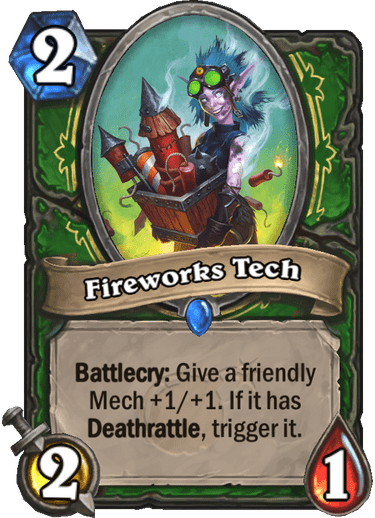 2
Fireworks Tech
Battlecry: Give a friendly
Mech +1/+1. If it has
Deathrattle, trigger it.
2
1